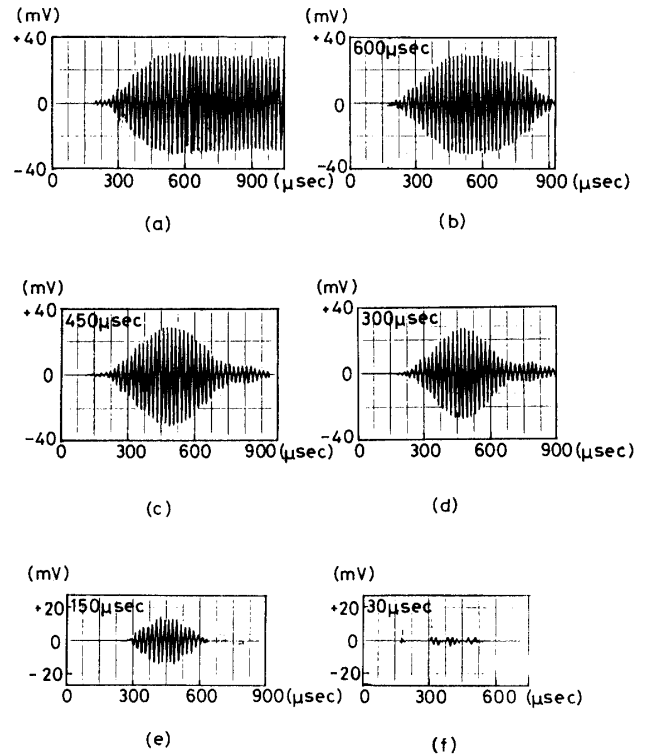 (mV)
+40
0
-40
0 300 600 (μsec)
(a)
(mV)
+40
600μsec
0
-40
0 300 600 900 (μsec)
(b)
(mV)
+40
450μsec
0
-40
0 300 600 900 (μsec)
(c)
(mV)
+40
300μsec
0
-40
0 300 600 900 (μsec)
(d)
(mV)
+20
150μsec
0
-20
0 300 600 900 (μsec)
(e)
(mV)
+20
30μsec
0
-20
0 300 600 (μsec)
(f)